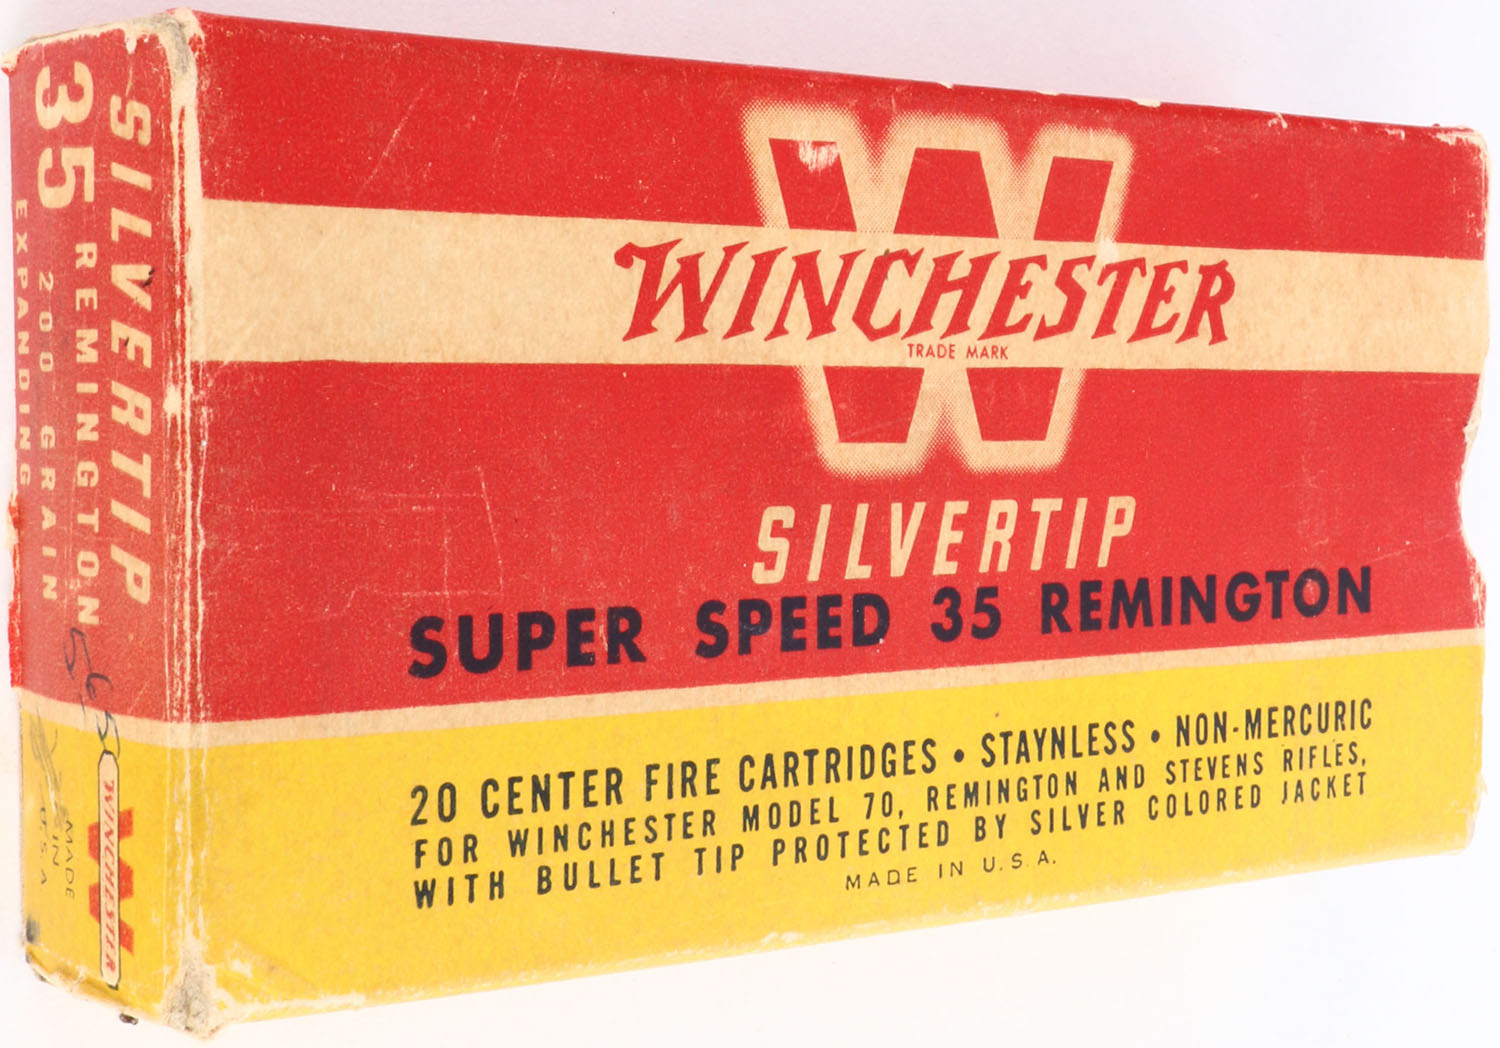 W
WINCHESTER
TRADE MARK
SILVERTIP
SUPER SPEED 35 REMINGTON
20 CENTER FIRE CARTRIDGES • STAYNLESS • NON-MERCURIC
FOR WINCHESTER MODEL 70, REMINGTON AND STEVENS RIFLES,
WITH BULLET TIP PROTECTED BY SILVER COLORED JACKET
MADE IN U.S.A.
SILVERTIP
35 REMINGTON
200 GRAIN
EXPANDING
W
WINCHESTER
MADE
IN
U.S.A.